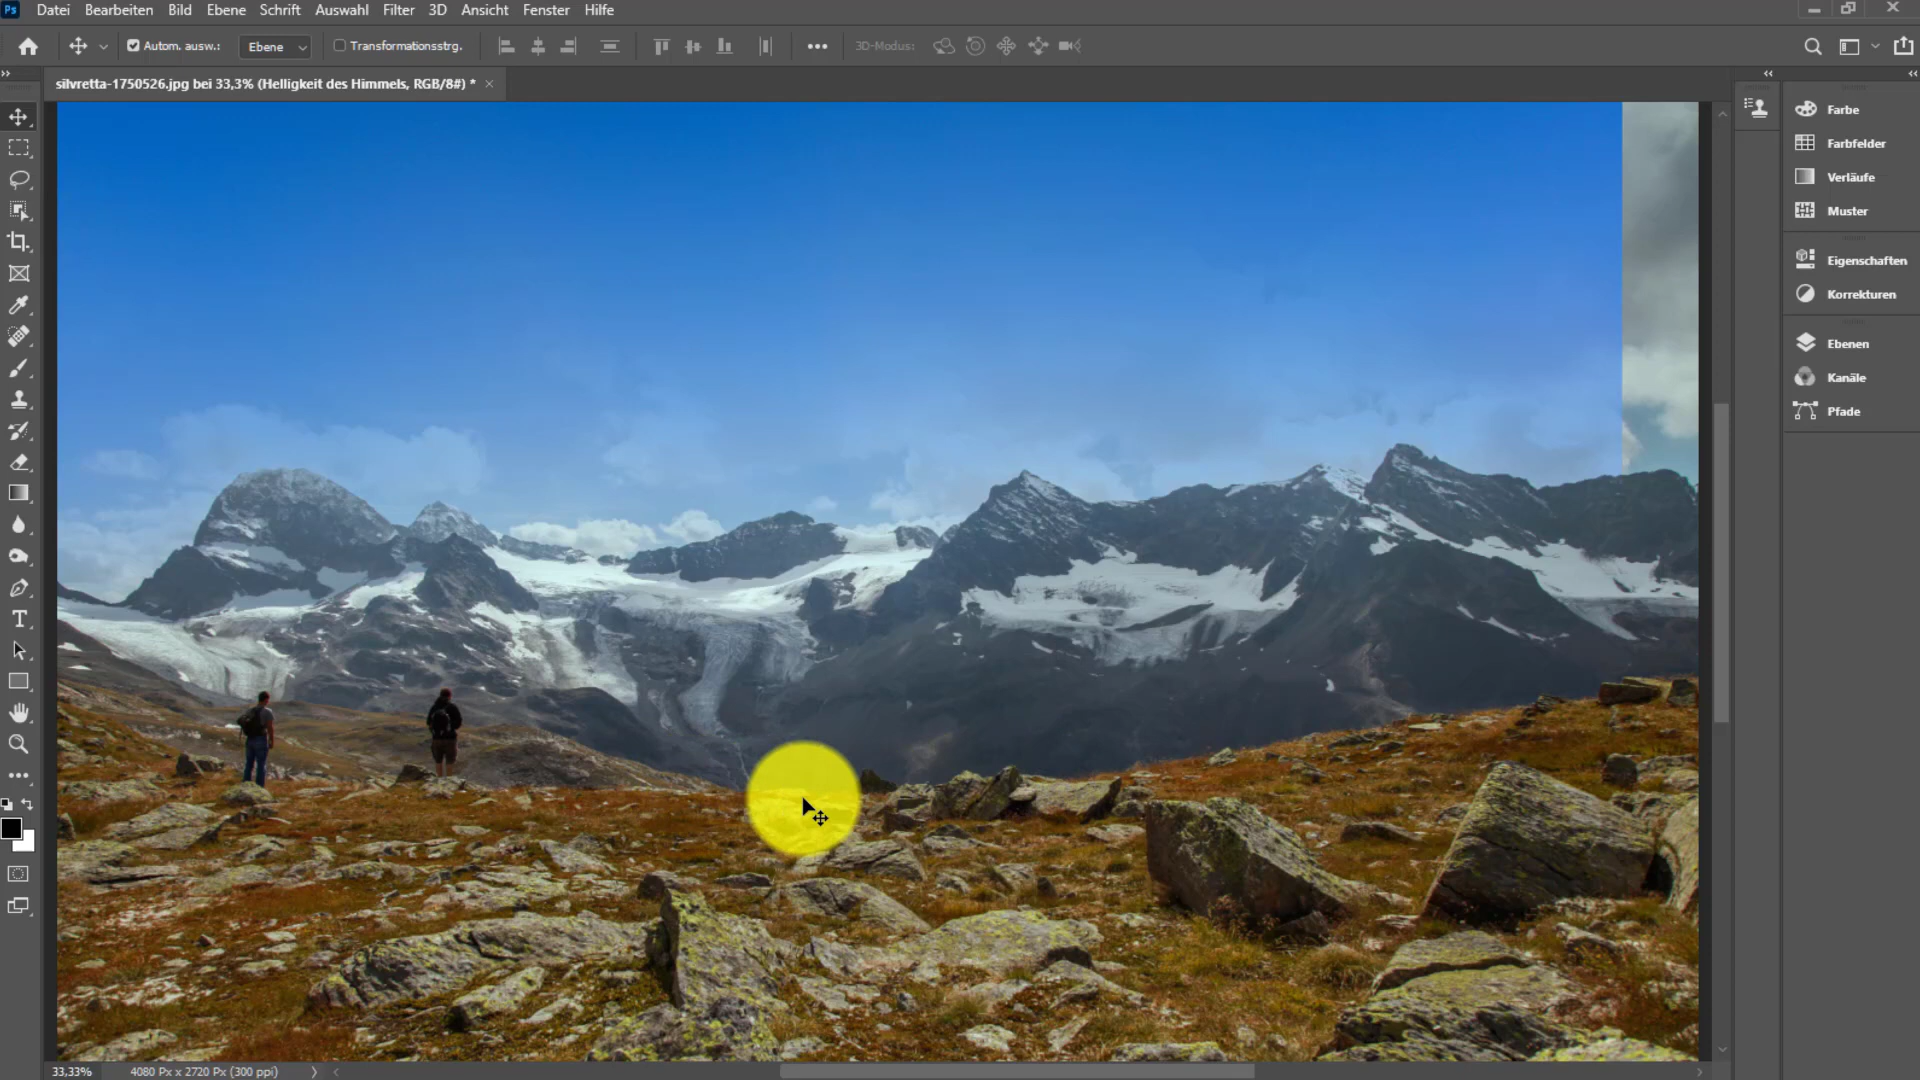 Ps Datei Bearbeiten Bild Ebene Schrift Auswahl Filter 3D Ansicht Fenster Hilfe
Autom. ausw.: Ebene Transformationsstrg. 3D-Modus:
silvretta-1750526.jpg bei 33,3% (Helligkeit des Himmels, RGB/8#) *
Farbe
Farbfelder
Verläufe
Muster
Eigenschaften
Korrekturen
Ebenen
Kanäle
Pfade
33,33% 4080 Px x 2720 Px (300 ppi)